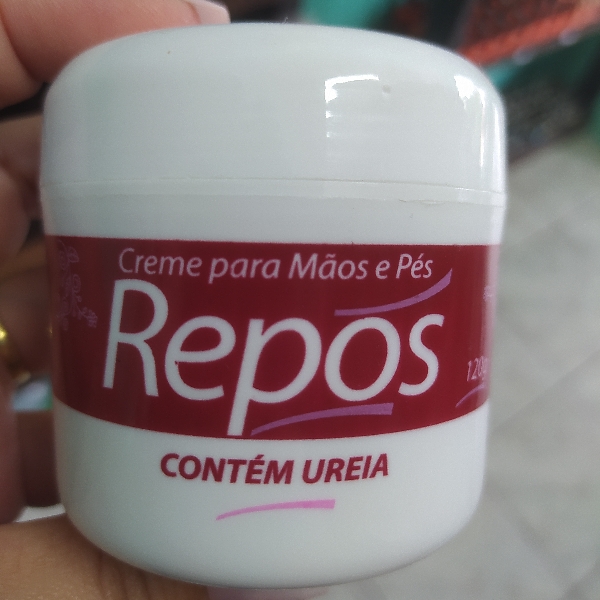 Creme para Mãos e Pés
Repos
CONTÉM UREIA